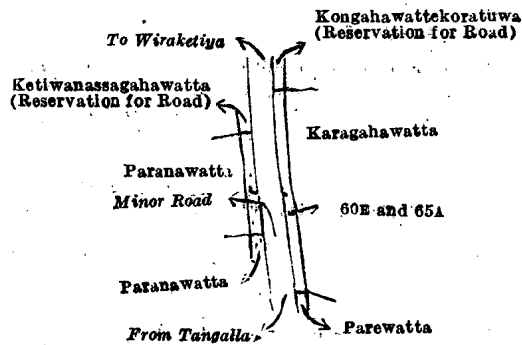 Kongahawattekoratuwa
(Reservation for Road)
To Wiraketiya
Ketiwanassagahawatta
(Reservation for Road)
Karagahawatta
Paranawatta
Minor Road
60E and 65A
Paranawatta
From Tangalla
Parewatta